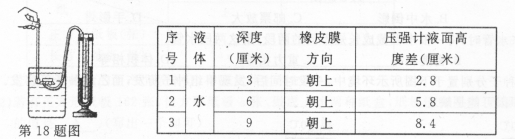 序号 液体 深度(厘米) 橡皮膜方向 压强计液面高度差(厘米)
1 水 3 朝上 2.8
2 6 朝上 5.8
3 9 朝上 8.4
第18题图